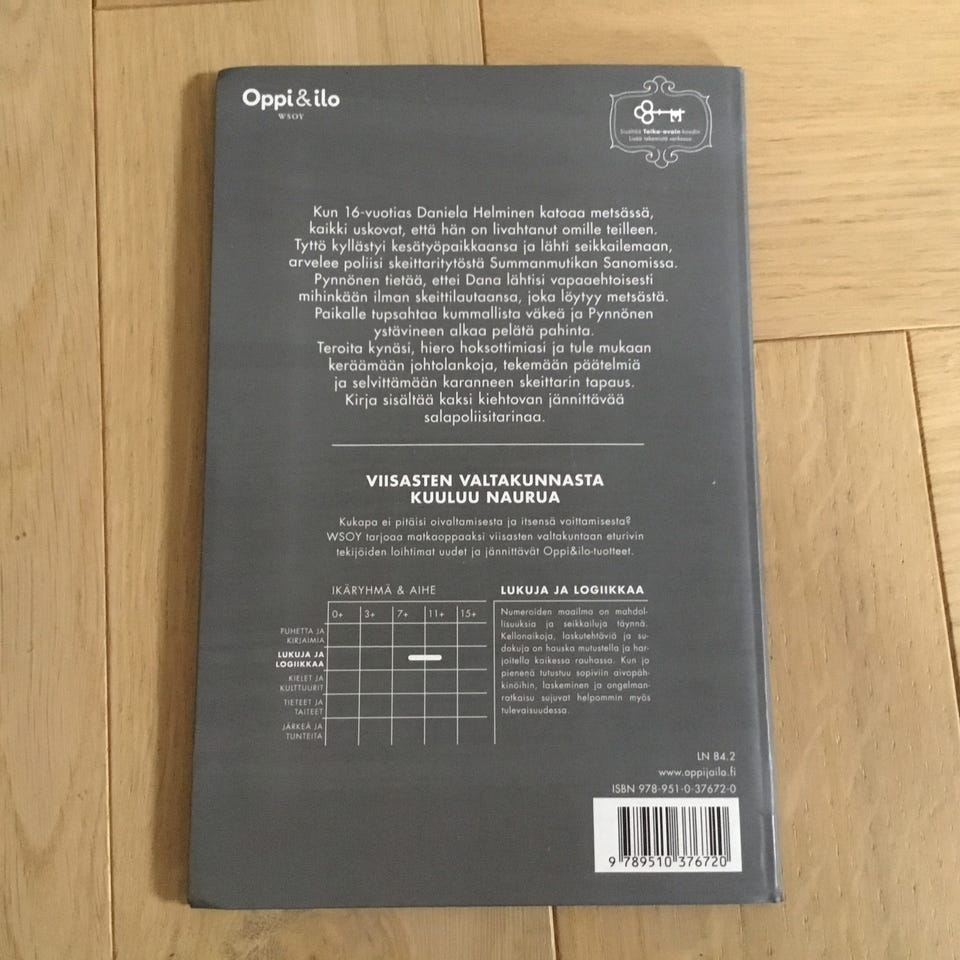 Oppi&ilo
WSOY
Sisältää Taika-avain-koodin
Lisää tekemistä verkossa
Kun 16-vuotias Daniela Helminen katoaa metsässä,
kaikki uskovat, että hän on livahtanut omille teilleen.
Tyttö kyllästyi kesätyöpaikkaansa ja lähti seikkailemaan,
arvelee poliisi skeittaritytöstä Summanmutikan Sanomissa.
Pynnönen tietää, ettei Dana lähtisi vapaaehtoisesti
mihinkään ilman skeittilautaansa, joka löytyy metsästä.
Paikalle tupsahtaa kummallista väkeä ja Pynnönen
ystävineen alkaa pelätä pahinta.
Teroita kynäsi, hiero hoksottimiasi ja tule mukaan
keräämään johtolankoja, tekemään päätelmiä
ja selvittämään karanneen skeittarin tapaus.
Kirja sisältää kaksi kiehtovan jännittävää
salapoliisitarinaa.
VIISASTEN VALTAKUNNASTA
KUULUU NAURUA
Kukapa ei pitäisi oivaltamisesta ja itsensä voittamisesta?
WSOY tarjoaa matkaoppaaksi viisasten valtakuntaan eturivin
tekijöiden loihtimat uudet ja jännittävät Oppi&ilo-tuotteet.
IKÄRYHMÄ & AIHE
0+ 3+ 7+ 11+ 15+
PUHETTA JA
KIRJAIMIA
LUKUJA JA
LOGIIKKAA
KIELET JA
KULTTUURIT
TIETEET JA
TAITEET
JÄRKEÄ JA
TUNTEITA
LUKUJA JA LOGIIKKAA
Numeroiden maailma on mahdol-
lisuuksia ja seikkailuja täynnä.
Kellonaikoja, laskutehtäviä ja su-
dokuja on hauska mutustella ja har-
joitella kaikessa rauhassa. Kun jo
pienenä tutustuu sopiviin aivopäh-
kinöihin, laskeminen ja ongelman-
ratkaisu sujuvat helpommin myös
tulevaisuudessa.
LN 84.2
www.oppijailo.fi
ISBN 978-951-0-37672-0
9 789510 376720